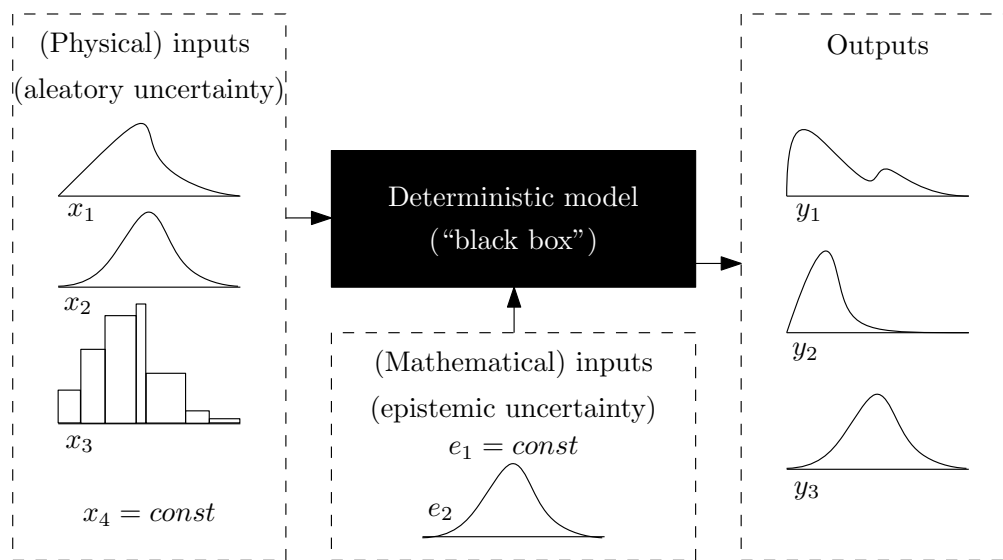 (Physical) inputs
(aleatory uncertainty)
x₁
x₂
x₃
x₄ = const
Deterministic model
(“black box”)
(Mathematical) inputs
(epistemic uncertainty)
e₁ = const
e₂
Outputs
y₁
y₂
y₃